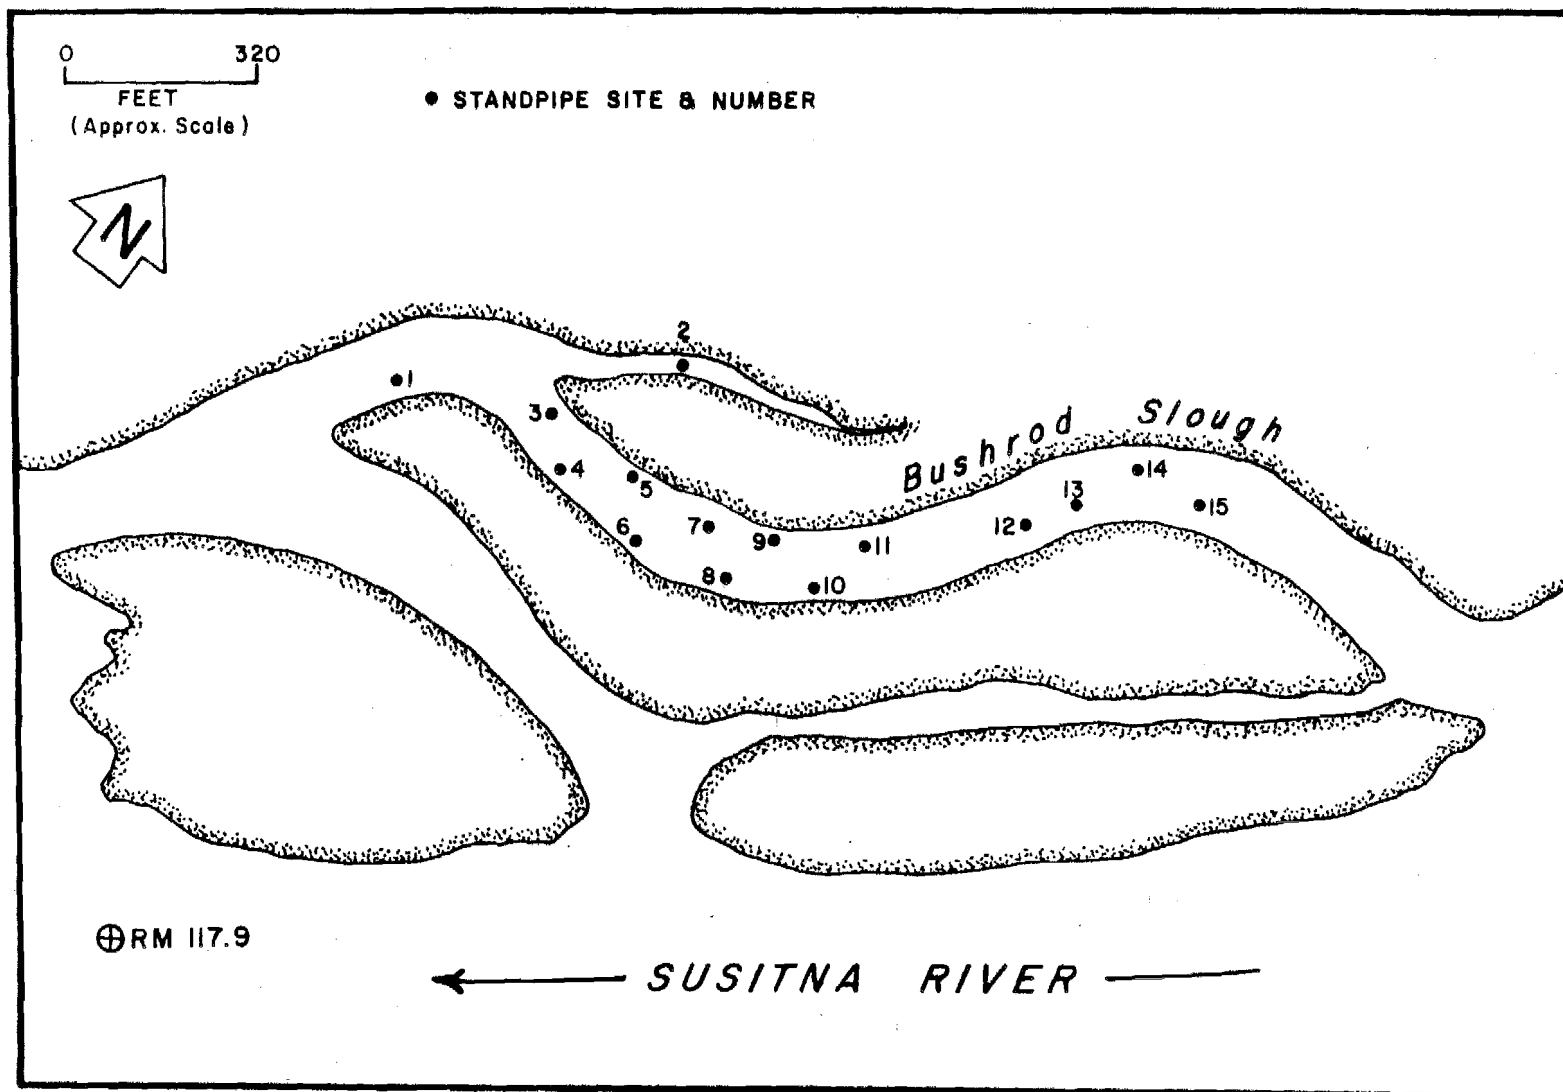 0 320
FEET
(Approx. Scale)
● STANDPIPE SITE & NUMBER
N
2
1
3
4
5
6
7
8
9
10
11
12
13
14
15
Bushrod Slough
⊕RM 117.9
SUSITNA RIVER